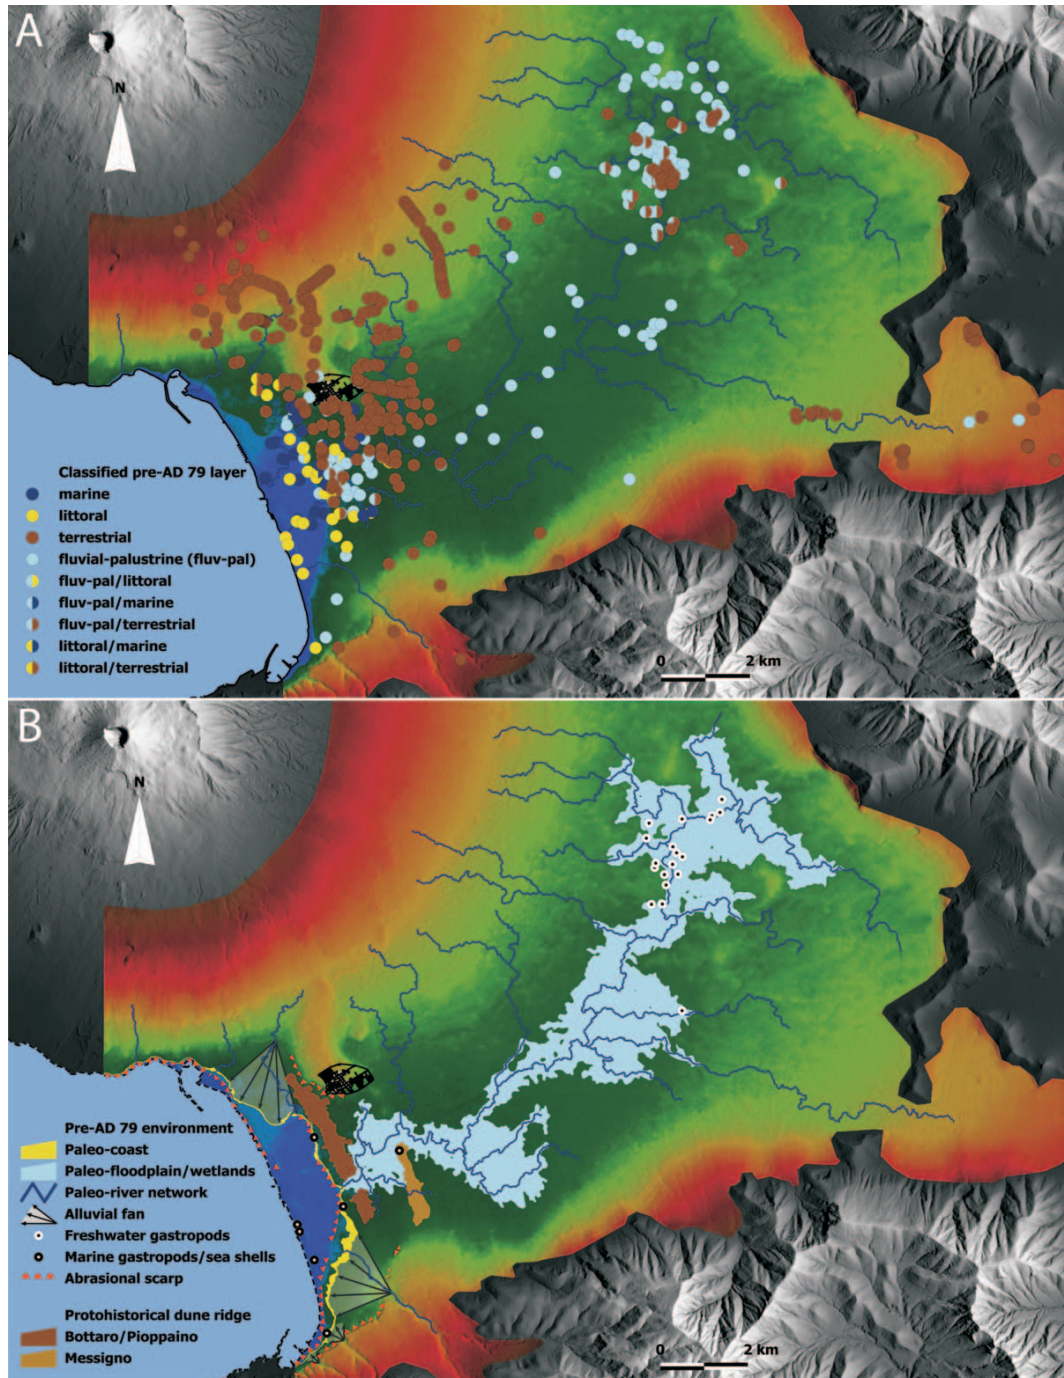 A
N
Classified pre-AD 79 layer
marine
littoral
terrestrial
fluvial-palustrine (fluv-pal)
fluv-pal/littoral
fluv-pal/marine
fluv-pal/terrestrial
littoral/marine
littoral/terrestrial
0 2 km
B
N
Pre-AD 79 environment
Paleo-coast
Paleo-floodplain/wetlands
Paleo-river network
Alluvial fan
Freshwater gastropods
Marine gastropods/sea shells
Abrasional scarp
Protohistorical dune ridge
Bottaro/Pioppaino
Messigno
0 2 km